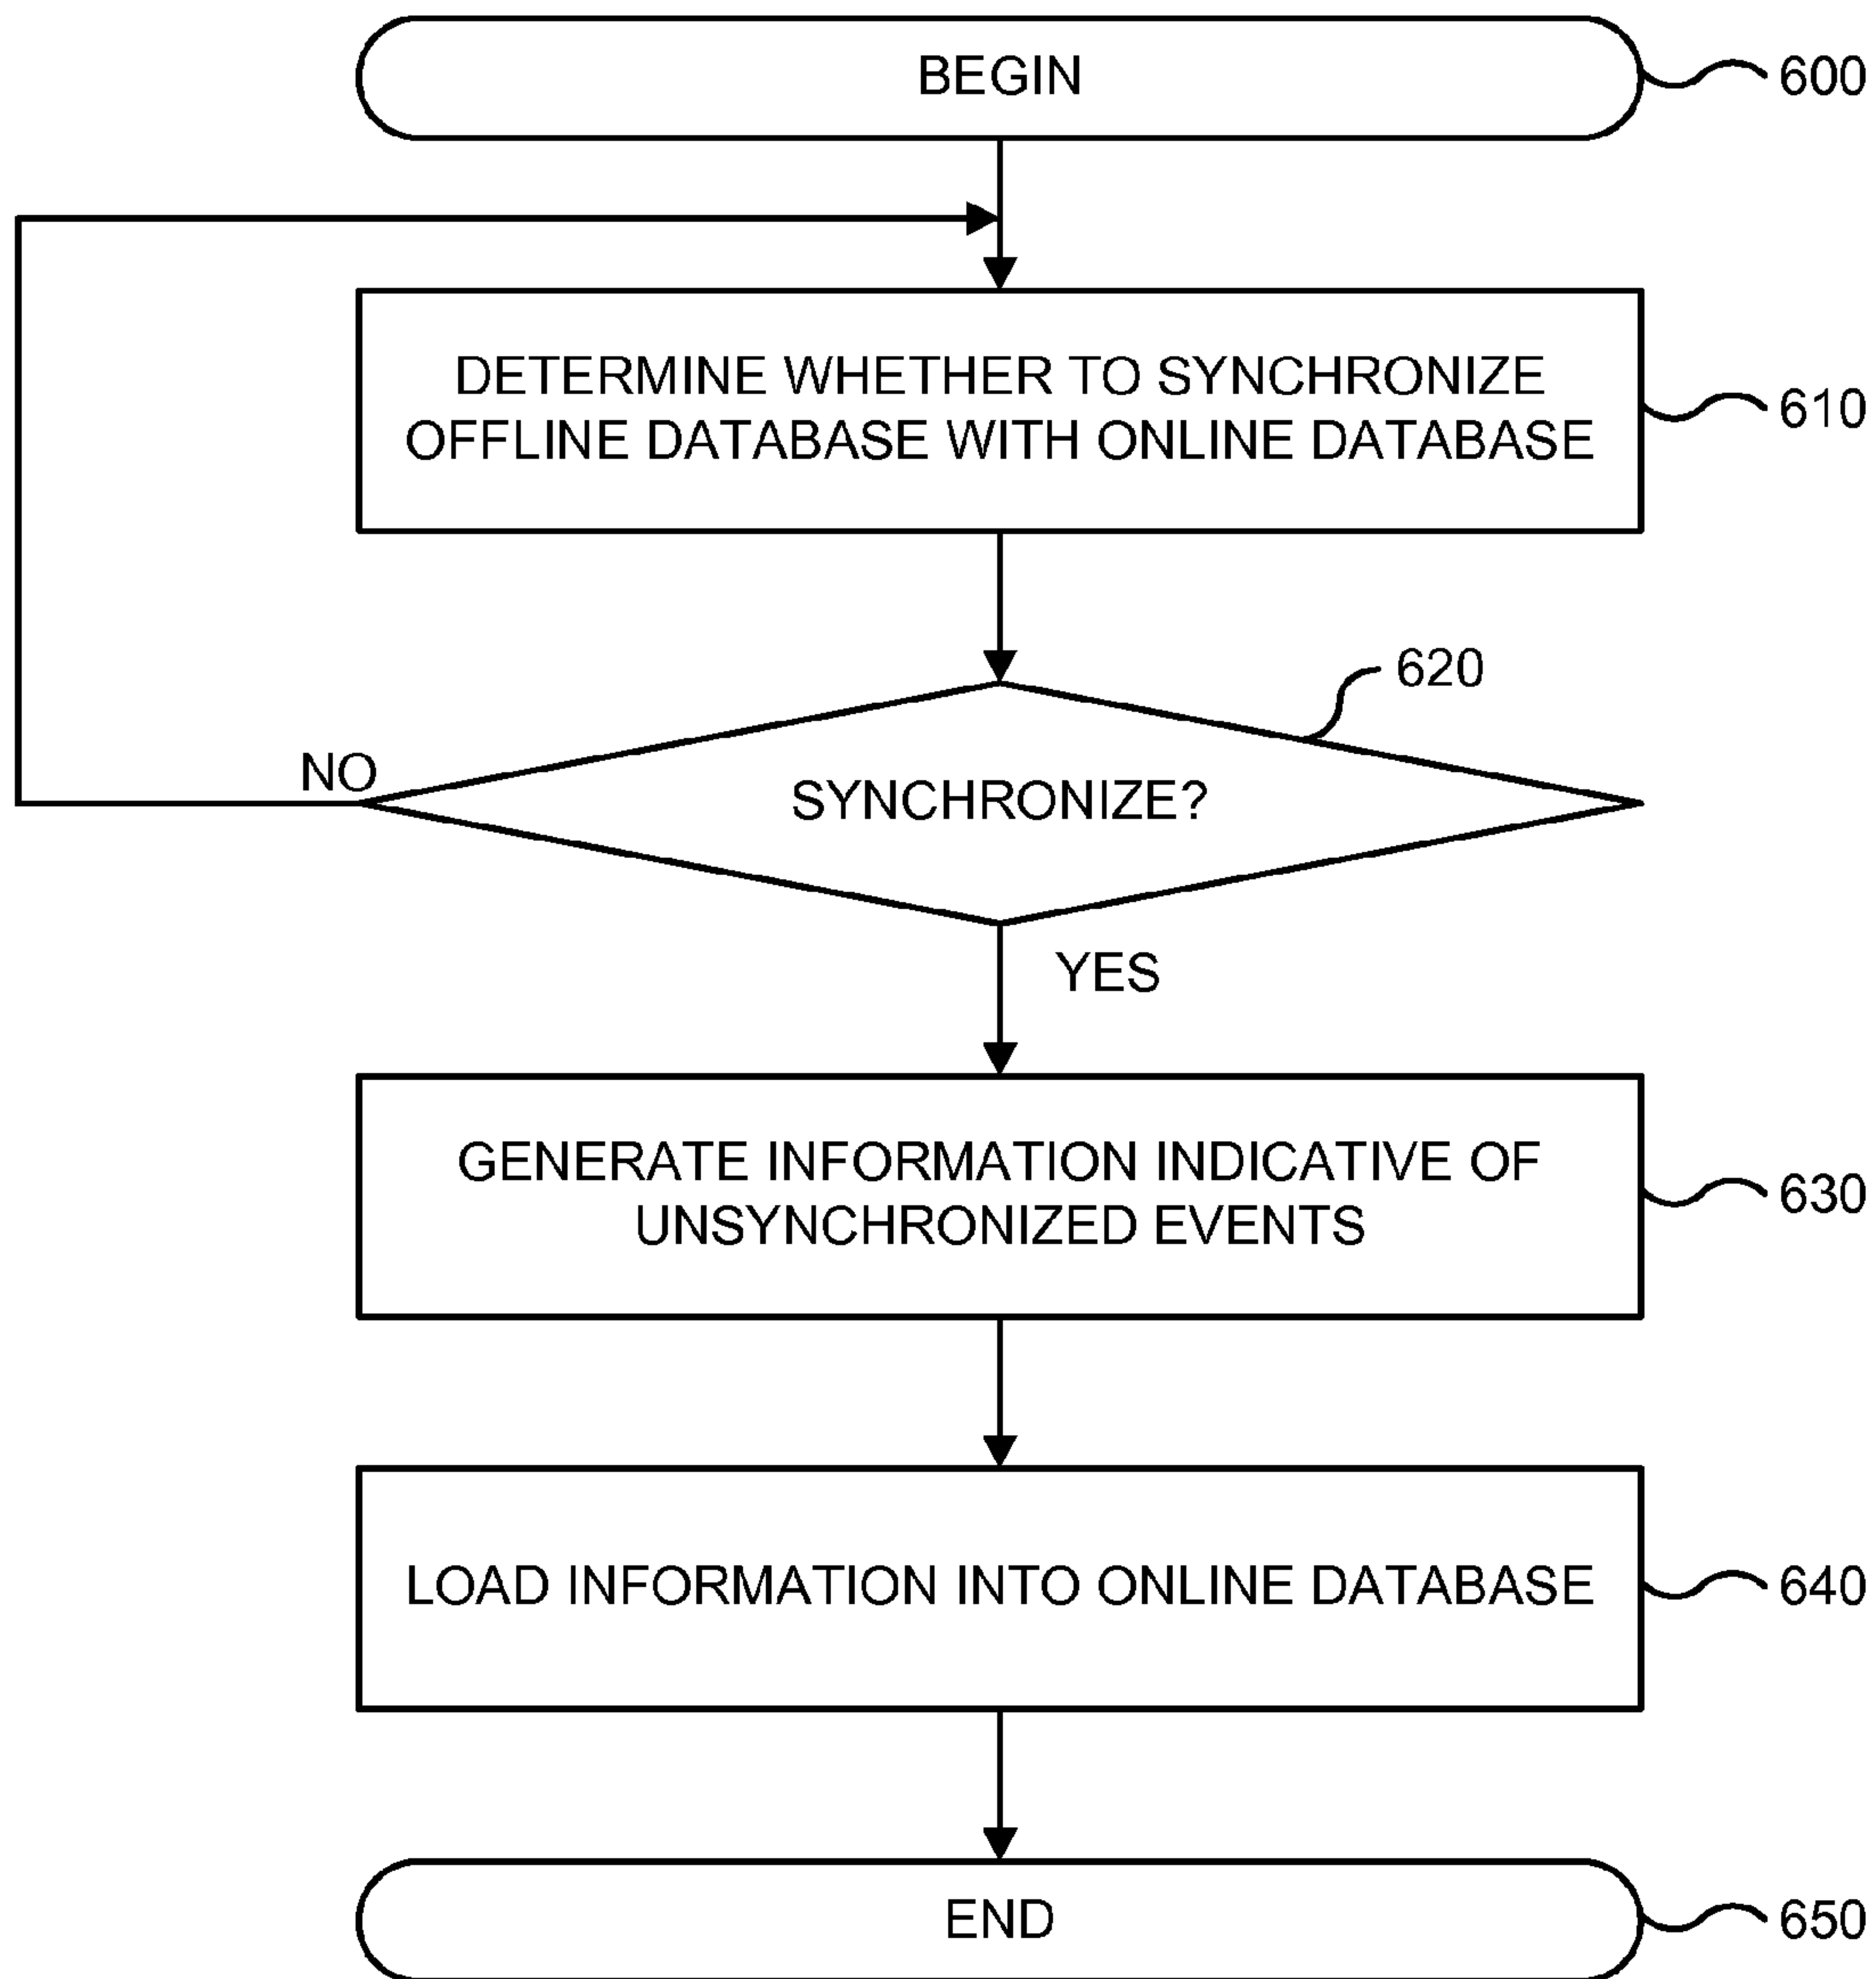 BEGIN
600
DETERMINE WHETHER TO SYNCHRONIZE
OFFLINE DATABASE WITH ONLINE DATABASE
610
620
NO
SYNCHRONIZE?
YES
GENERATE INFORMATION INDICATIVE OF
UNSYNCHRONIZED EVENTS
630
LOAD INFORMATION INTO ONLINE DATABASE
640
END
650